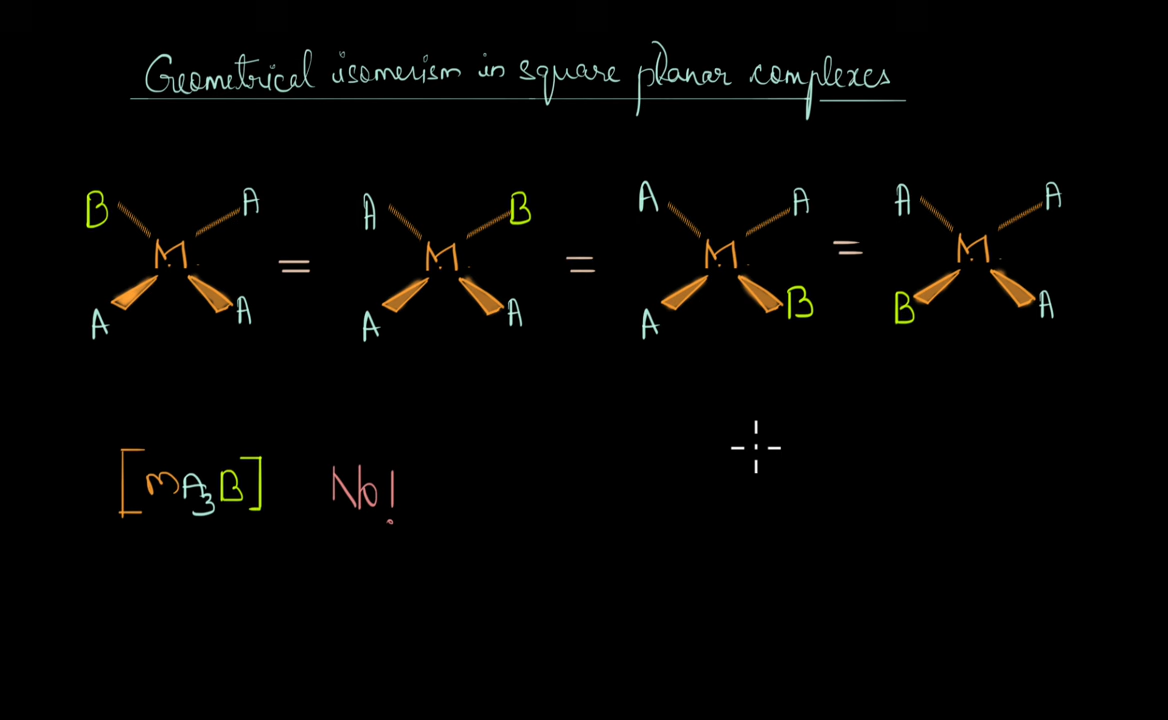 Geometrical isomerism in square planar complexes
B A A B A A A A
M = M = M = M
A A A A A B B A
[MA₃B] No!